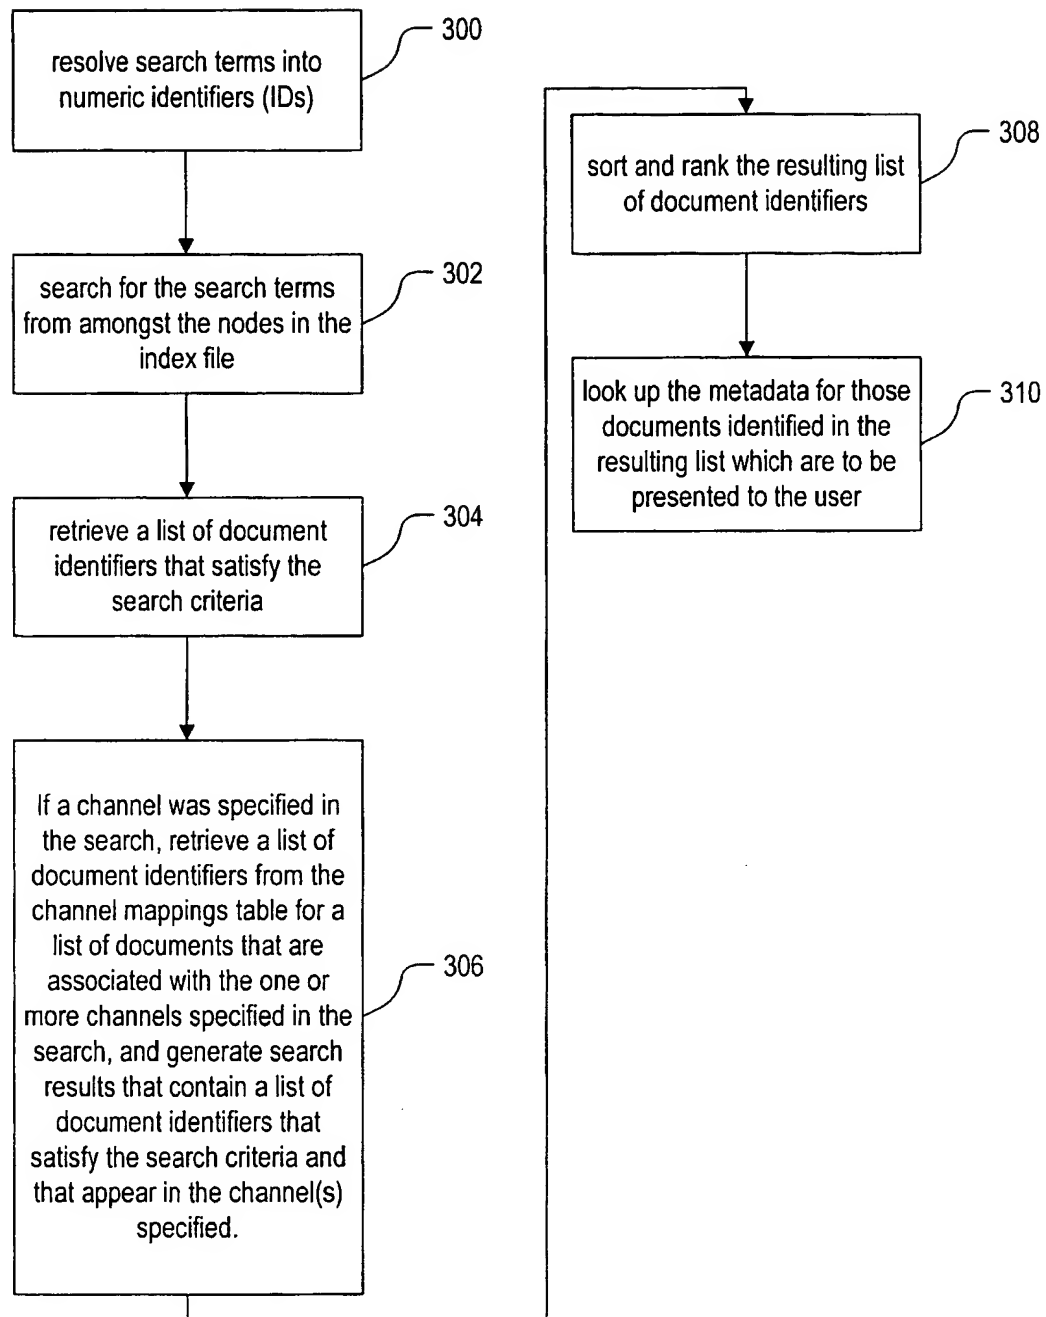 300
resolve search terms into
numeric identifiers (IDs)
302
search for the search terms
from amongst the nodes in the
index file
304
retrieve a list of document
identifiers that satisfy the
search criteria
306
If a channel was specified in
the search, retrieve a list of
document identifiers from the
channel mappings table for a
list of documents that are
associated with the one or
more channels specified in the
search, and generate search
results that contain a list of
document identifiers that
satisfy the search criteria and
that appear in the channel(s)
specified.
308
sort and rank the resulting list
of document identifiers
310
look up the metadata for those
documents identified in the
resulting list which are to be
presented to the user